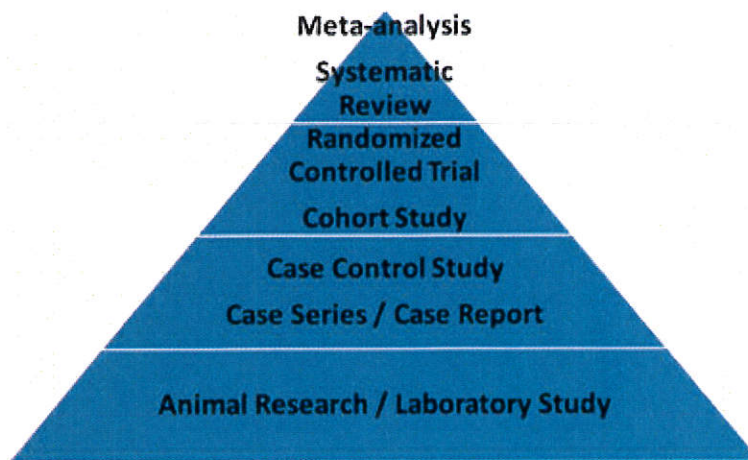 Meta-analysis
Systematic
Review
Randomized
Controlled Trial
Cohort Study
Case Control Study
Case Series / Case Report
Animal Research / Laboratory Study